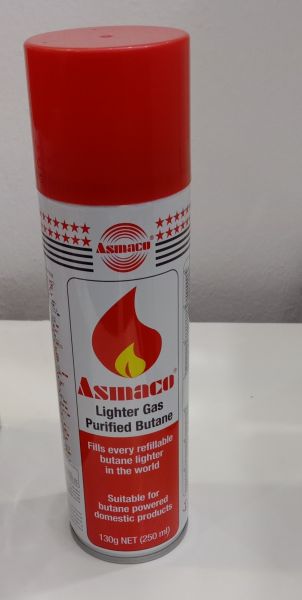 Asmaco
Asmaco
Asmaco®
Lighter Gas
Purified Butane
Fills every refillable
butane lighter
in the world
Suitable for
butane powered
domestic products
130g NET (250 ml)